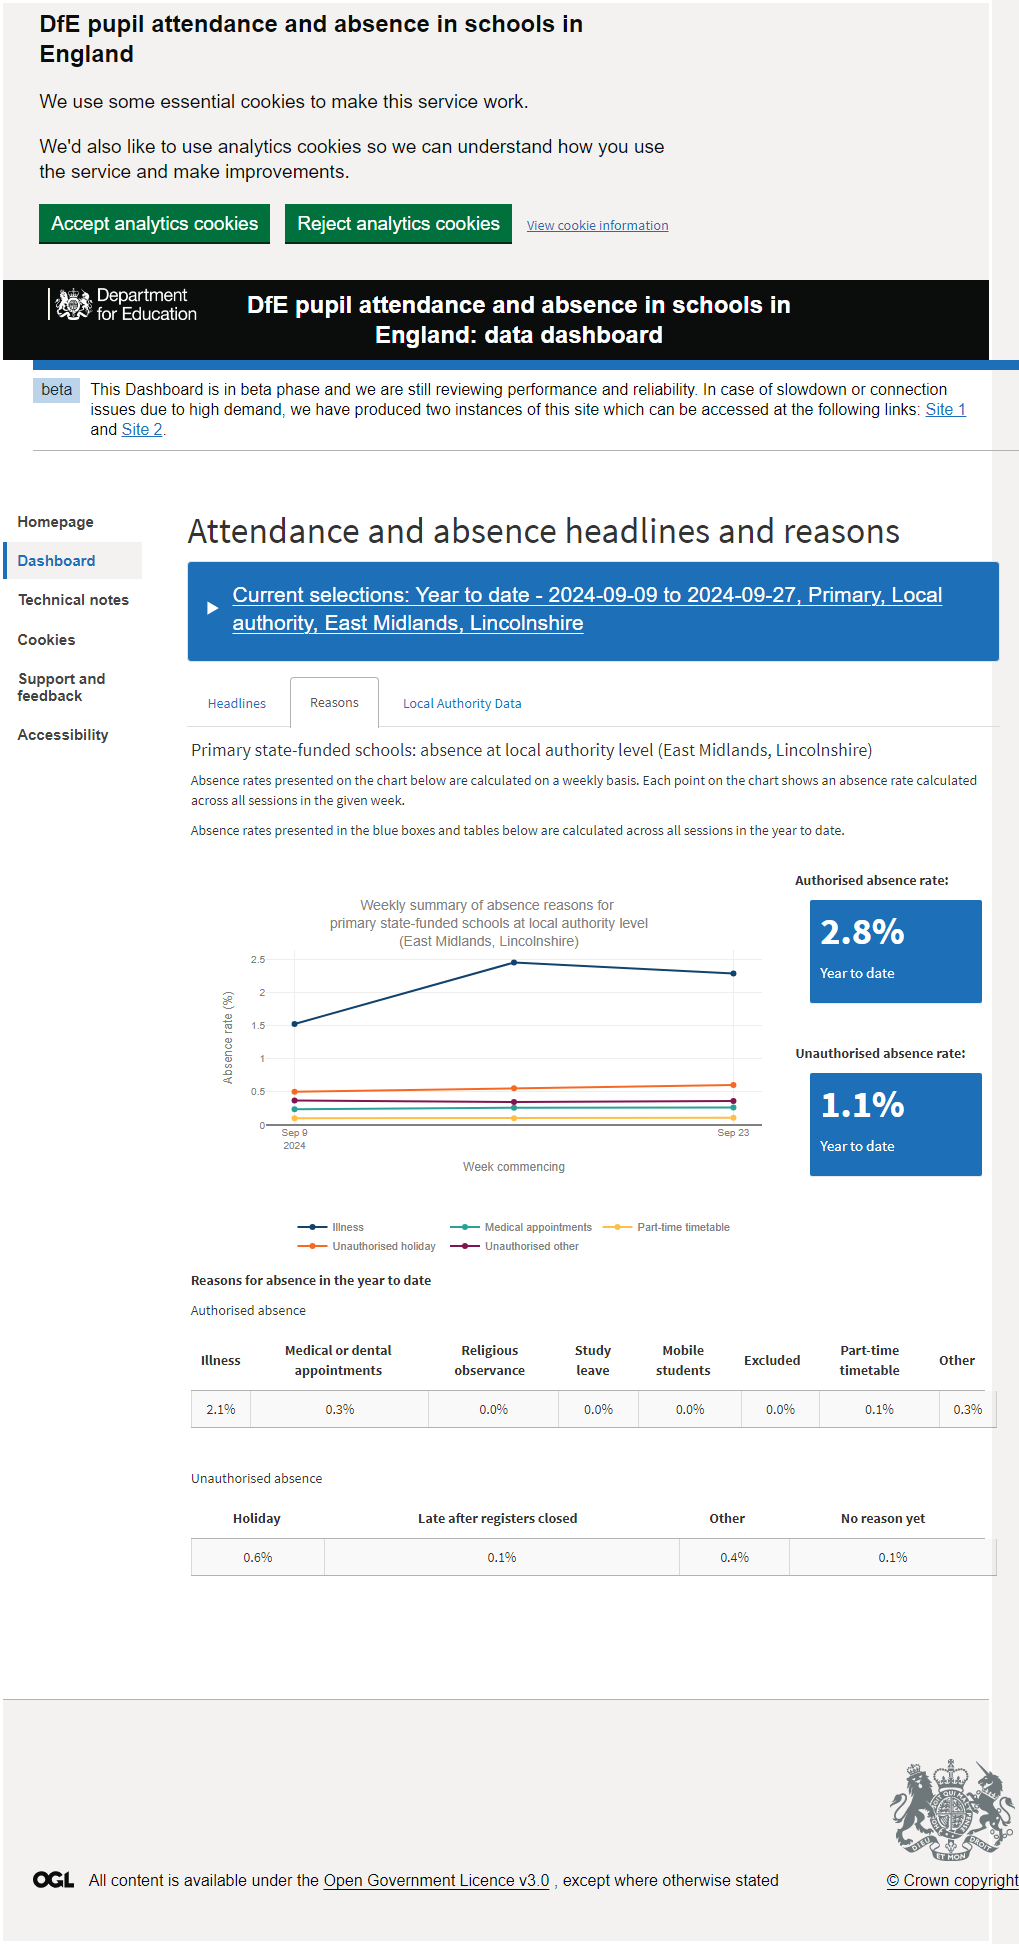 DfE pupil attendance and absence in schools in
England
We use some essential cookies to make this service work.
We'd also like to use analytics cookies so we can understand how you use
the service and make improvements.
Accept analytics cookies Reject analytics cookies View cookie information
Department
for Education
DfE pupil attendance and absence in schools in
England: data dashboard
beta This Dashboard is in beta phase and we are still reviewing performance and reliability. In case of slowdown or connection
issues due to high demand, we have produced two instances of this site which can be accessed at the following links: Site 1
and Site 2.
Homepage
Dashboard
Technical notes
Cookies
Support and
feedback
Accessibility
Attendance and absence headlines and reasons
Current selections: Year to date - 2024-09-09 to 2024-09-27, Primary, Local
authority, East Midlands, Lincolnshire
Headlines Reasons Local Authority Data
Primary state-funded schools: absence at local authority level (East Midlands, Lincolnshire)
Absence rates presented on the chart below are calculated on a weekly basis. Each point on the chart shows an absence rate calculated
across all sessions in the given week.
Absence rates presented in the blue boxes and tables below are calculated across all sessions in the year to date.
Weekly summary of absence reasons for
primary state-funded schools at local authority level
(East Midlands, Lincolnshire)
2.5
2
1.5
1
0.5
0
Absence rate (%)
Sep 9
2024
Sep 23
Week commencing
Illness Medical appointments Part-time timetable
Unauthorised holiday Unauthorised other
Authorised absence rate:
2.8%
Year to date
Unauthorised absence rate:
1.1%
Year to date
Reasons for absence in the year to date
Authorised absence
Illness Medical or dental appointments Religious observance Study leave Mobile students Excluded Part-time timetable Other
2.1% 0.3% 0.0% 0.0% 0.0% 0.0% 0.1% 0.3%
Unauthorised absence
Holiday Late after registers closed Other No reason yet
0.6% 0.1% 0.4% 0.1%
DIEU ET MON DROIT
OGL All content is available under the Open Government Licence v3.0 , except where otherwise stated
© Crown copyright